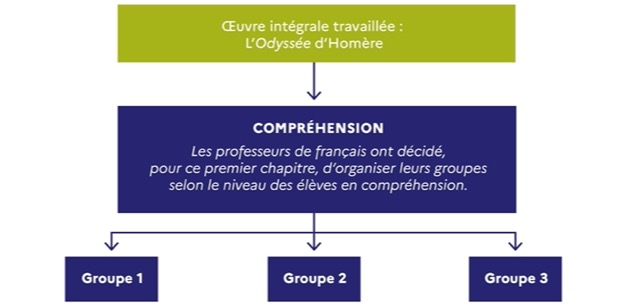 Œuvre intégrale travaillée :
L'Odyssée d'Homère
COMPRÉHENSION
Les professeurs de français ont décidé,
pour ce premier chapitre, d'organiser leurs groupes
selon le niveau des élèves en compréhension.
Groupe 1
Groupe 2
Groupe 3